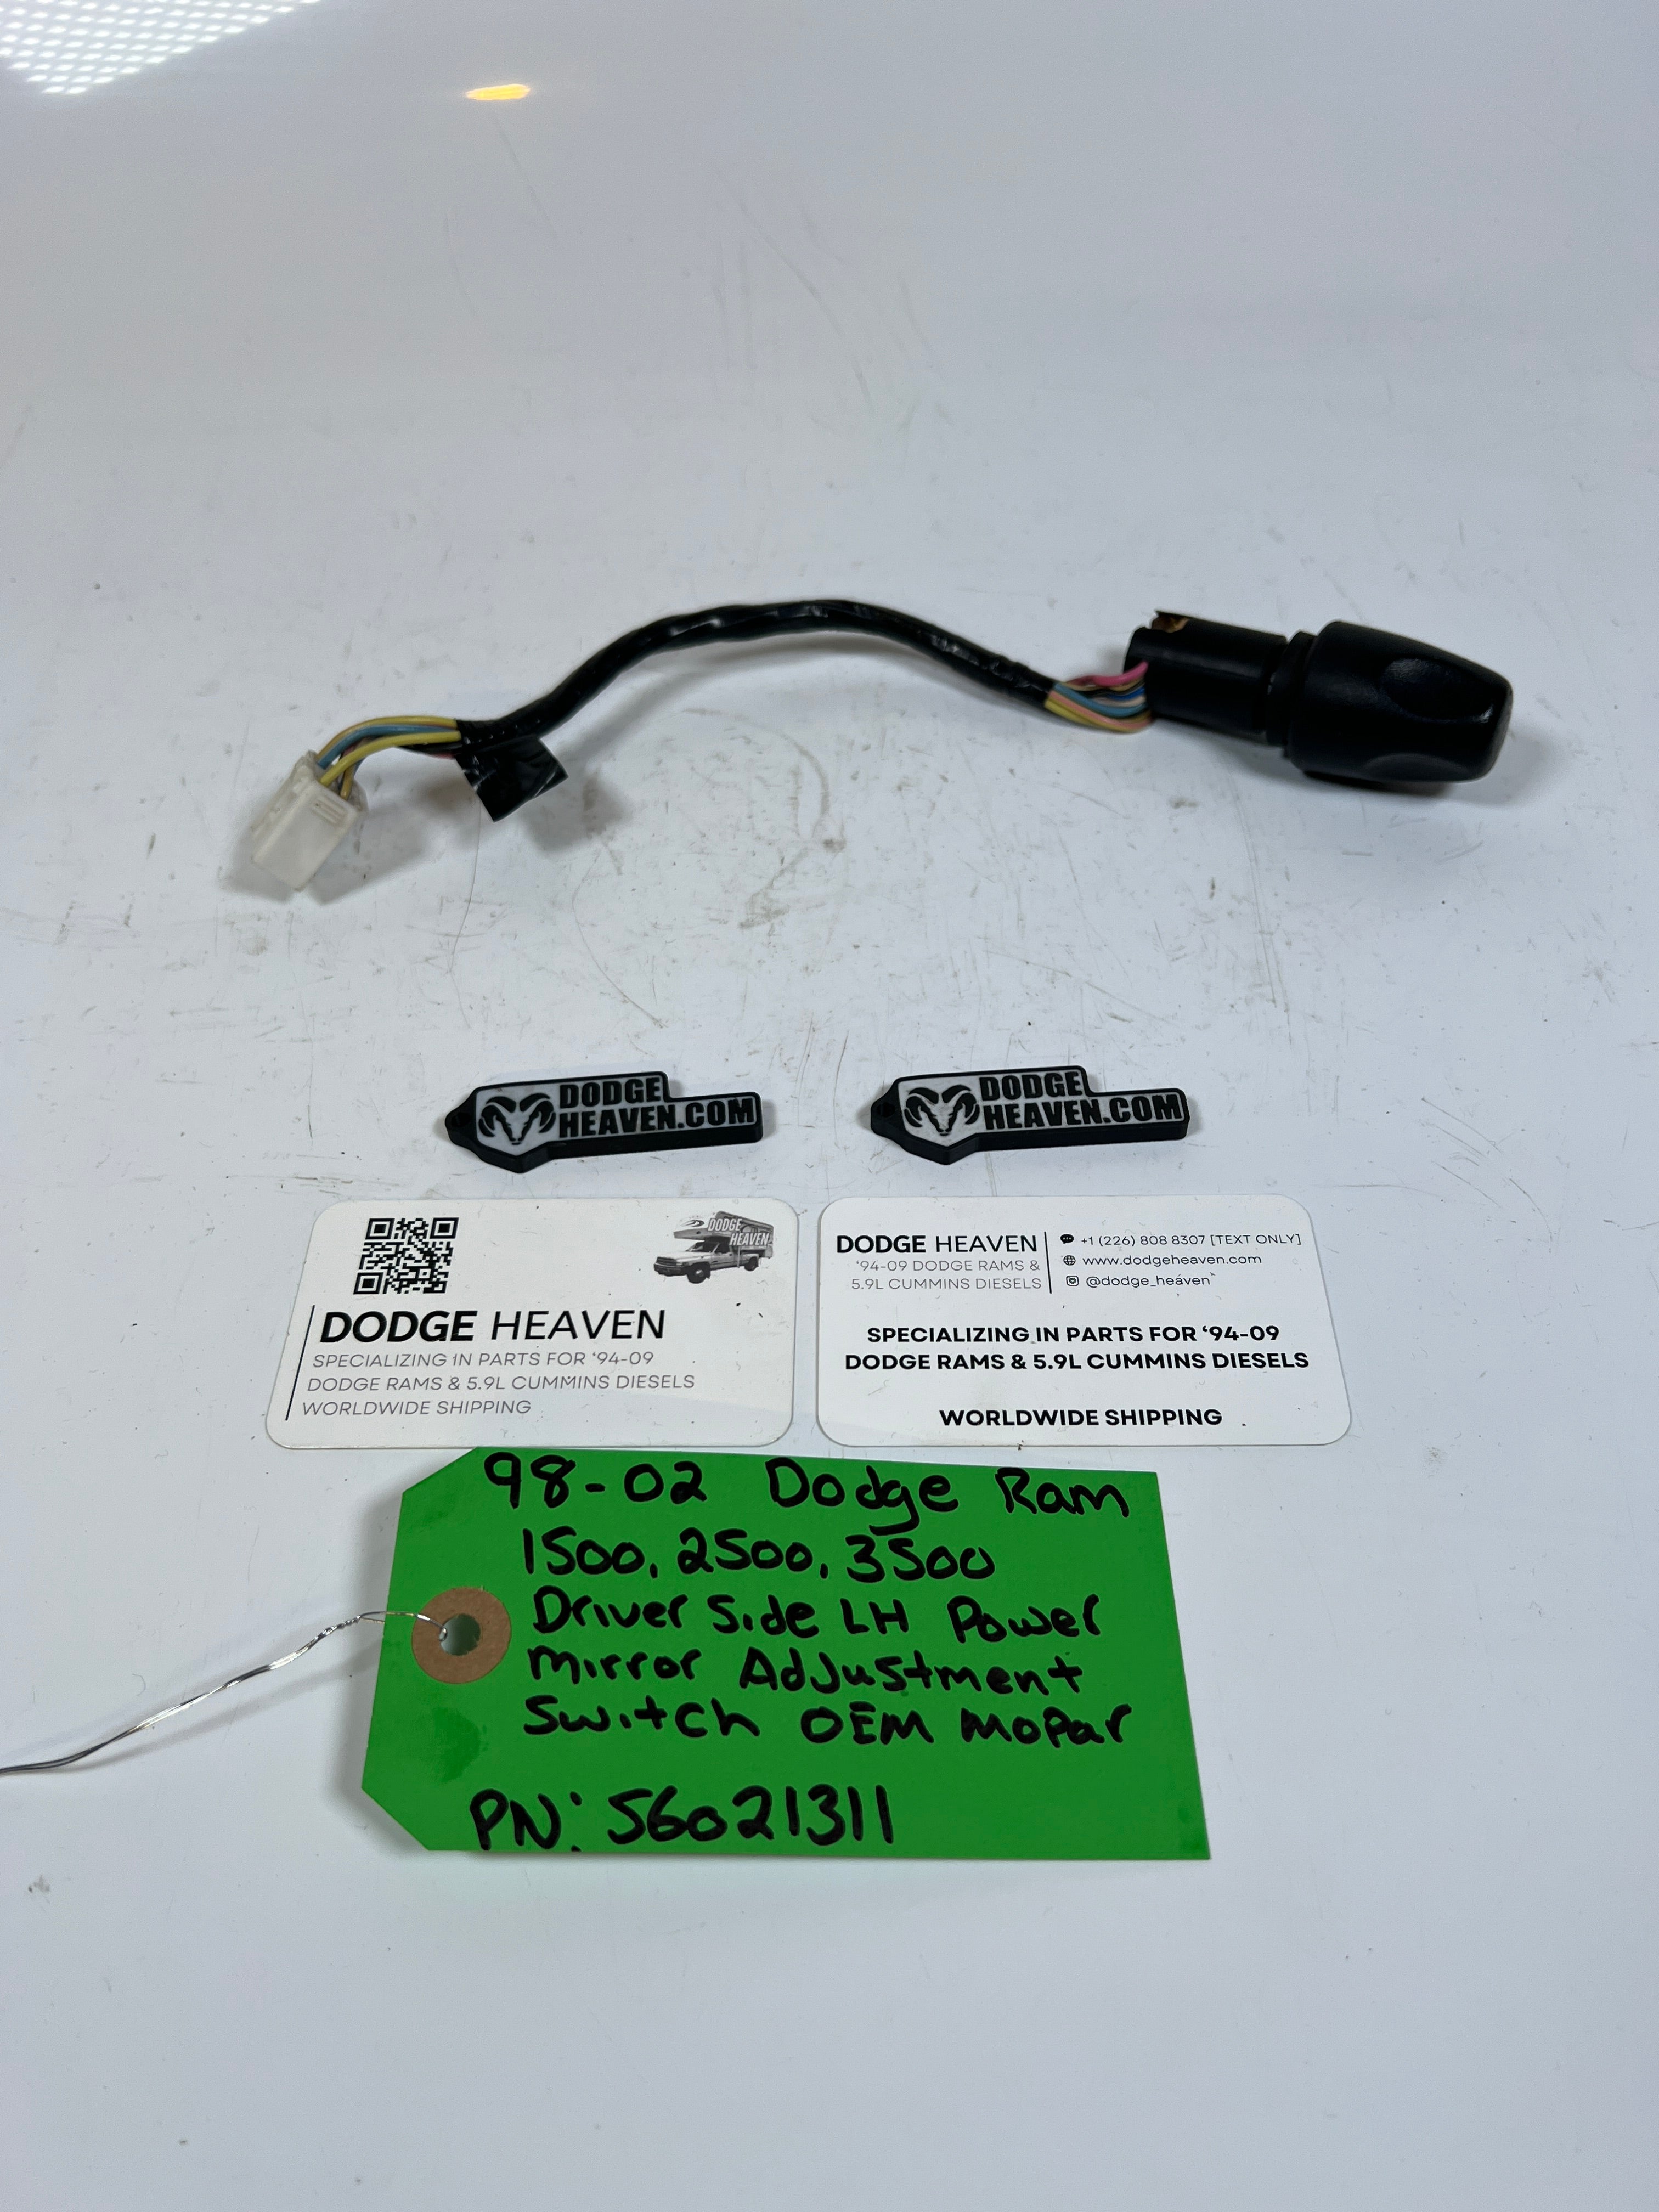 DODGE
HEAVEN.COM
DODGE
HEAVEN.COM
DODGE
HEAVEN
DODGE HEAVEN
SPECIALIZING IN PARTS FOR ‘94-09
DODGE RAMS & 5.9L CUMMINS DIESELS
WORLDWIDE SHIPPING
DODGE HEAVEN
‘94-09 DODGE RAMS &
5.9L CUMMINS DIESELS
+1 (226) 808 8307 [TEXT ONLY]
www.dodgeheaven.com
@dodge_heaven
SPECIALIZING IN PARTS FOR ‘94-09
DODGE RAMS & 5.9L CUMMINS DIESELS
WORLDWIDE SHIPPING
98-02 Dodge Ram
1500, 2500, 3500
Driver Side LH Power
Mirror Adjustment
Switch OEM Mopar
PN: 56021311